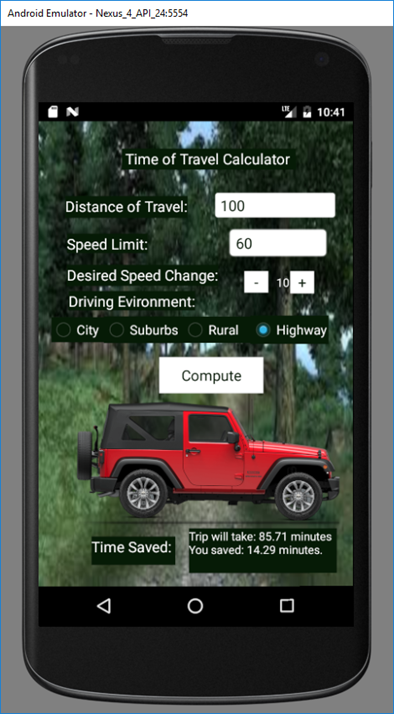 Android Emulator - Nexus_4_API_24:5554
LTE 10:41
Time of Travel Calculator
Distance of Travel: 100
Speed Limit: 60
Desired Speed Change: - 10 +
Driving Evironment:
City Suburbs Rural Highway
Compute
Time Saved:
Trip will take: 85.71 minutes
You saved: 14.29 minutes.